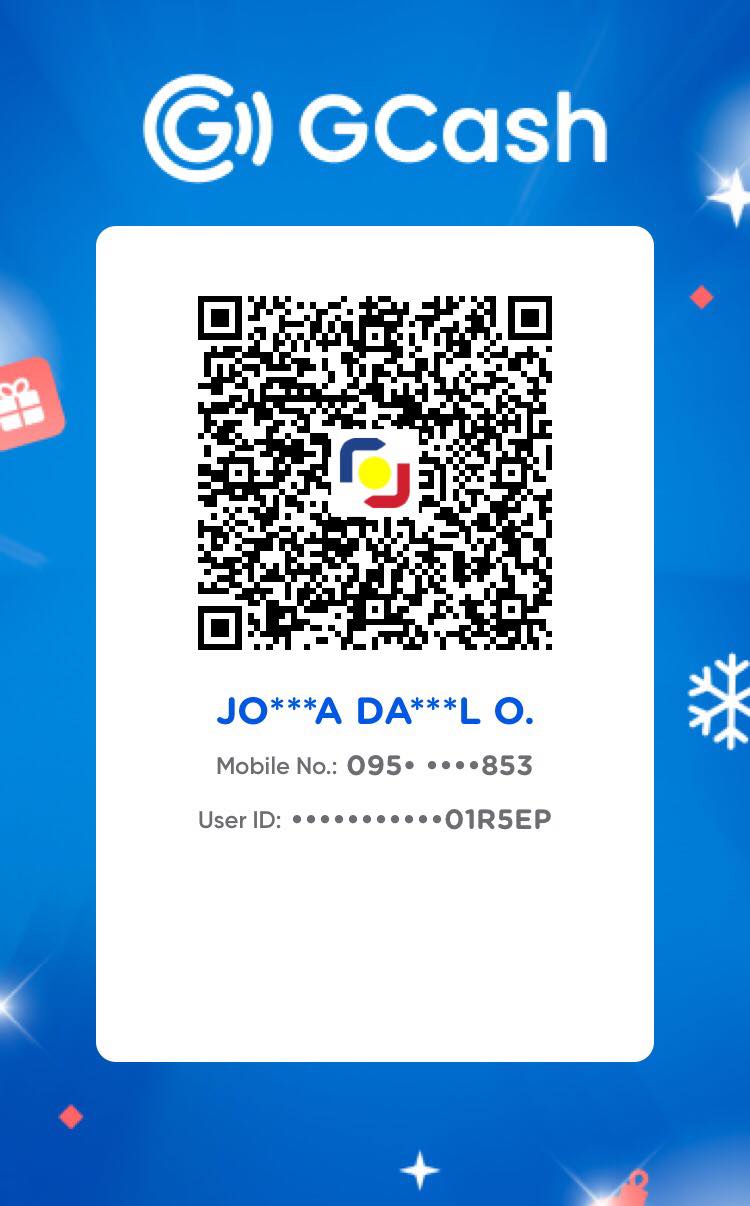 GCash
JO***A DA***L O.
Mobile No.: 095• ••••853
User ID: •••••••••••01R5EP